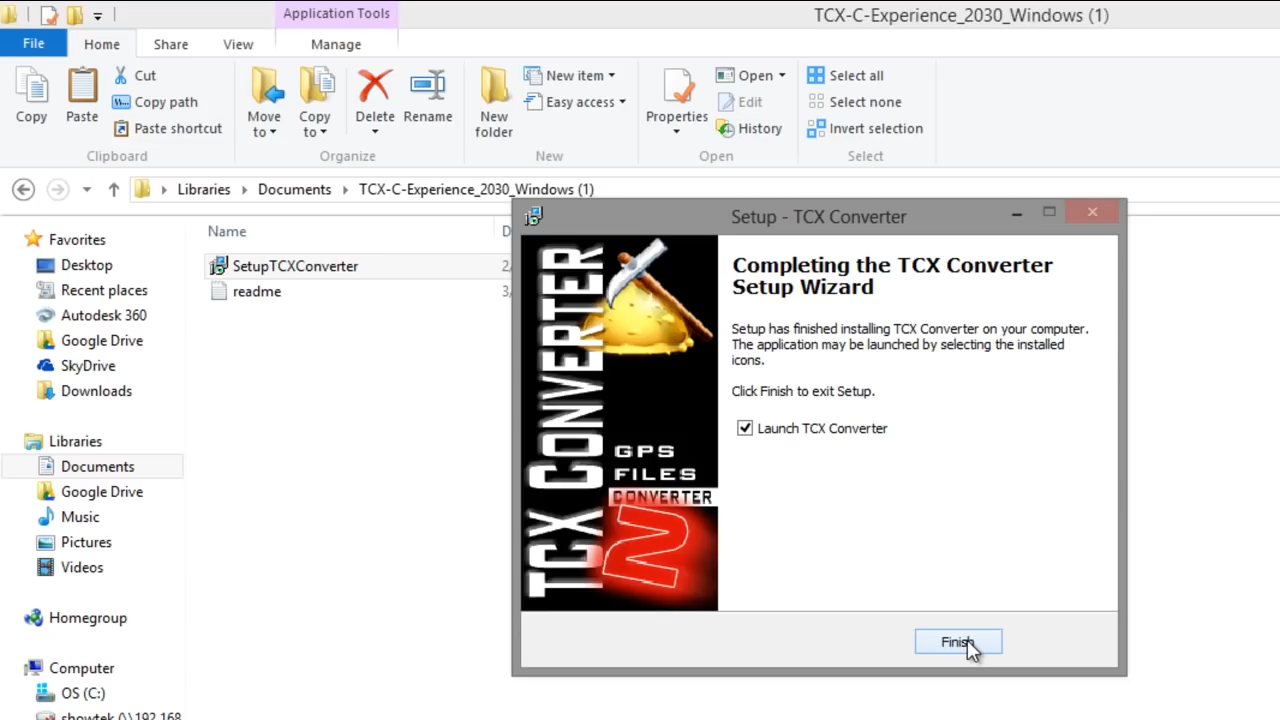 Application Tools
TCX-C-Experience_2030_Windows (1)
File
Home
Share
View
Manage
Copy
Paste
Cut
Copy path
Paste shortcut
Clipboard
Move to
Copy to
Delete
Rename
Organize
New folder
New item
Easy access
New
Properties
Open
Edit
History
Open
Select all
Select none
Invert selection
Select
Libraries
Documents
TCX-C-Experience_2030_Windows (1)
Favorites
Desktop
Recent places
Autodesk 360
Google Drive
SkyDrive
Downloads
Libraries
Documents
Google Drive
Music
Pictures
Videos
Homegroup
Computer
OS (C:)
showtek (\\192.168
Name
D
SetupTCXConverter
2,
readme
3,
Setup - TCX Converter
TCX CONVERTER
GPS
FILES
CONVERTER
2
Completing the TCX Converter
Setup Wizard
Setup has finished installing TCX Converter on your computer.
The application may be launched by selecting the installed
icons.
Click Finish to exit Setup.
Launch TCX Converter
Finish